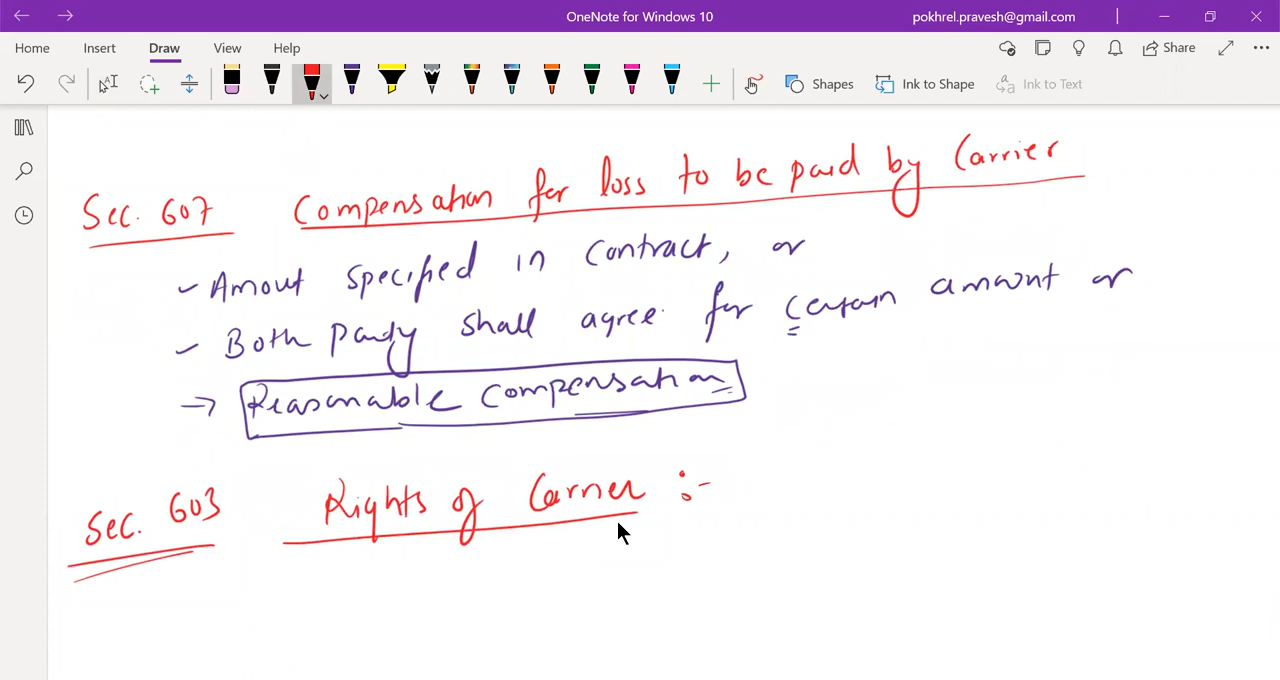 OneNote for Windows 10
pokhrel.pravesh@gmail.com
Home Insert Draw View Help
Share
Shapes Ink to Shape Ink to Text
Sec. 607 Compensation for loss to be paid by Carrier
- Amout specified in contract, or
- Both party shall agree for certain amount or
→ Reasonable compensation
Sec. 603 Rights of Carrier :-